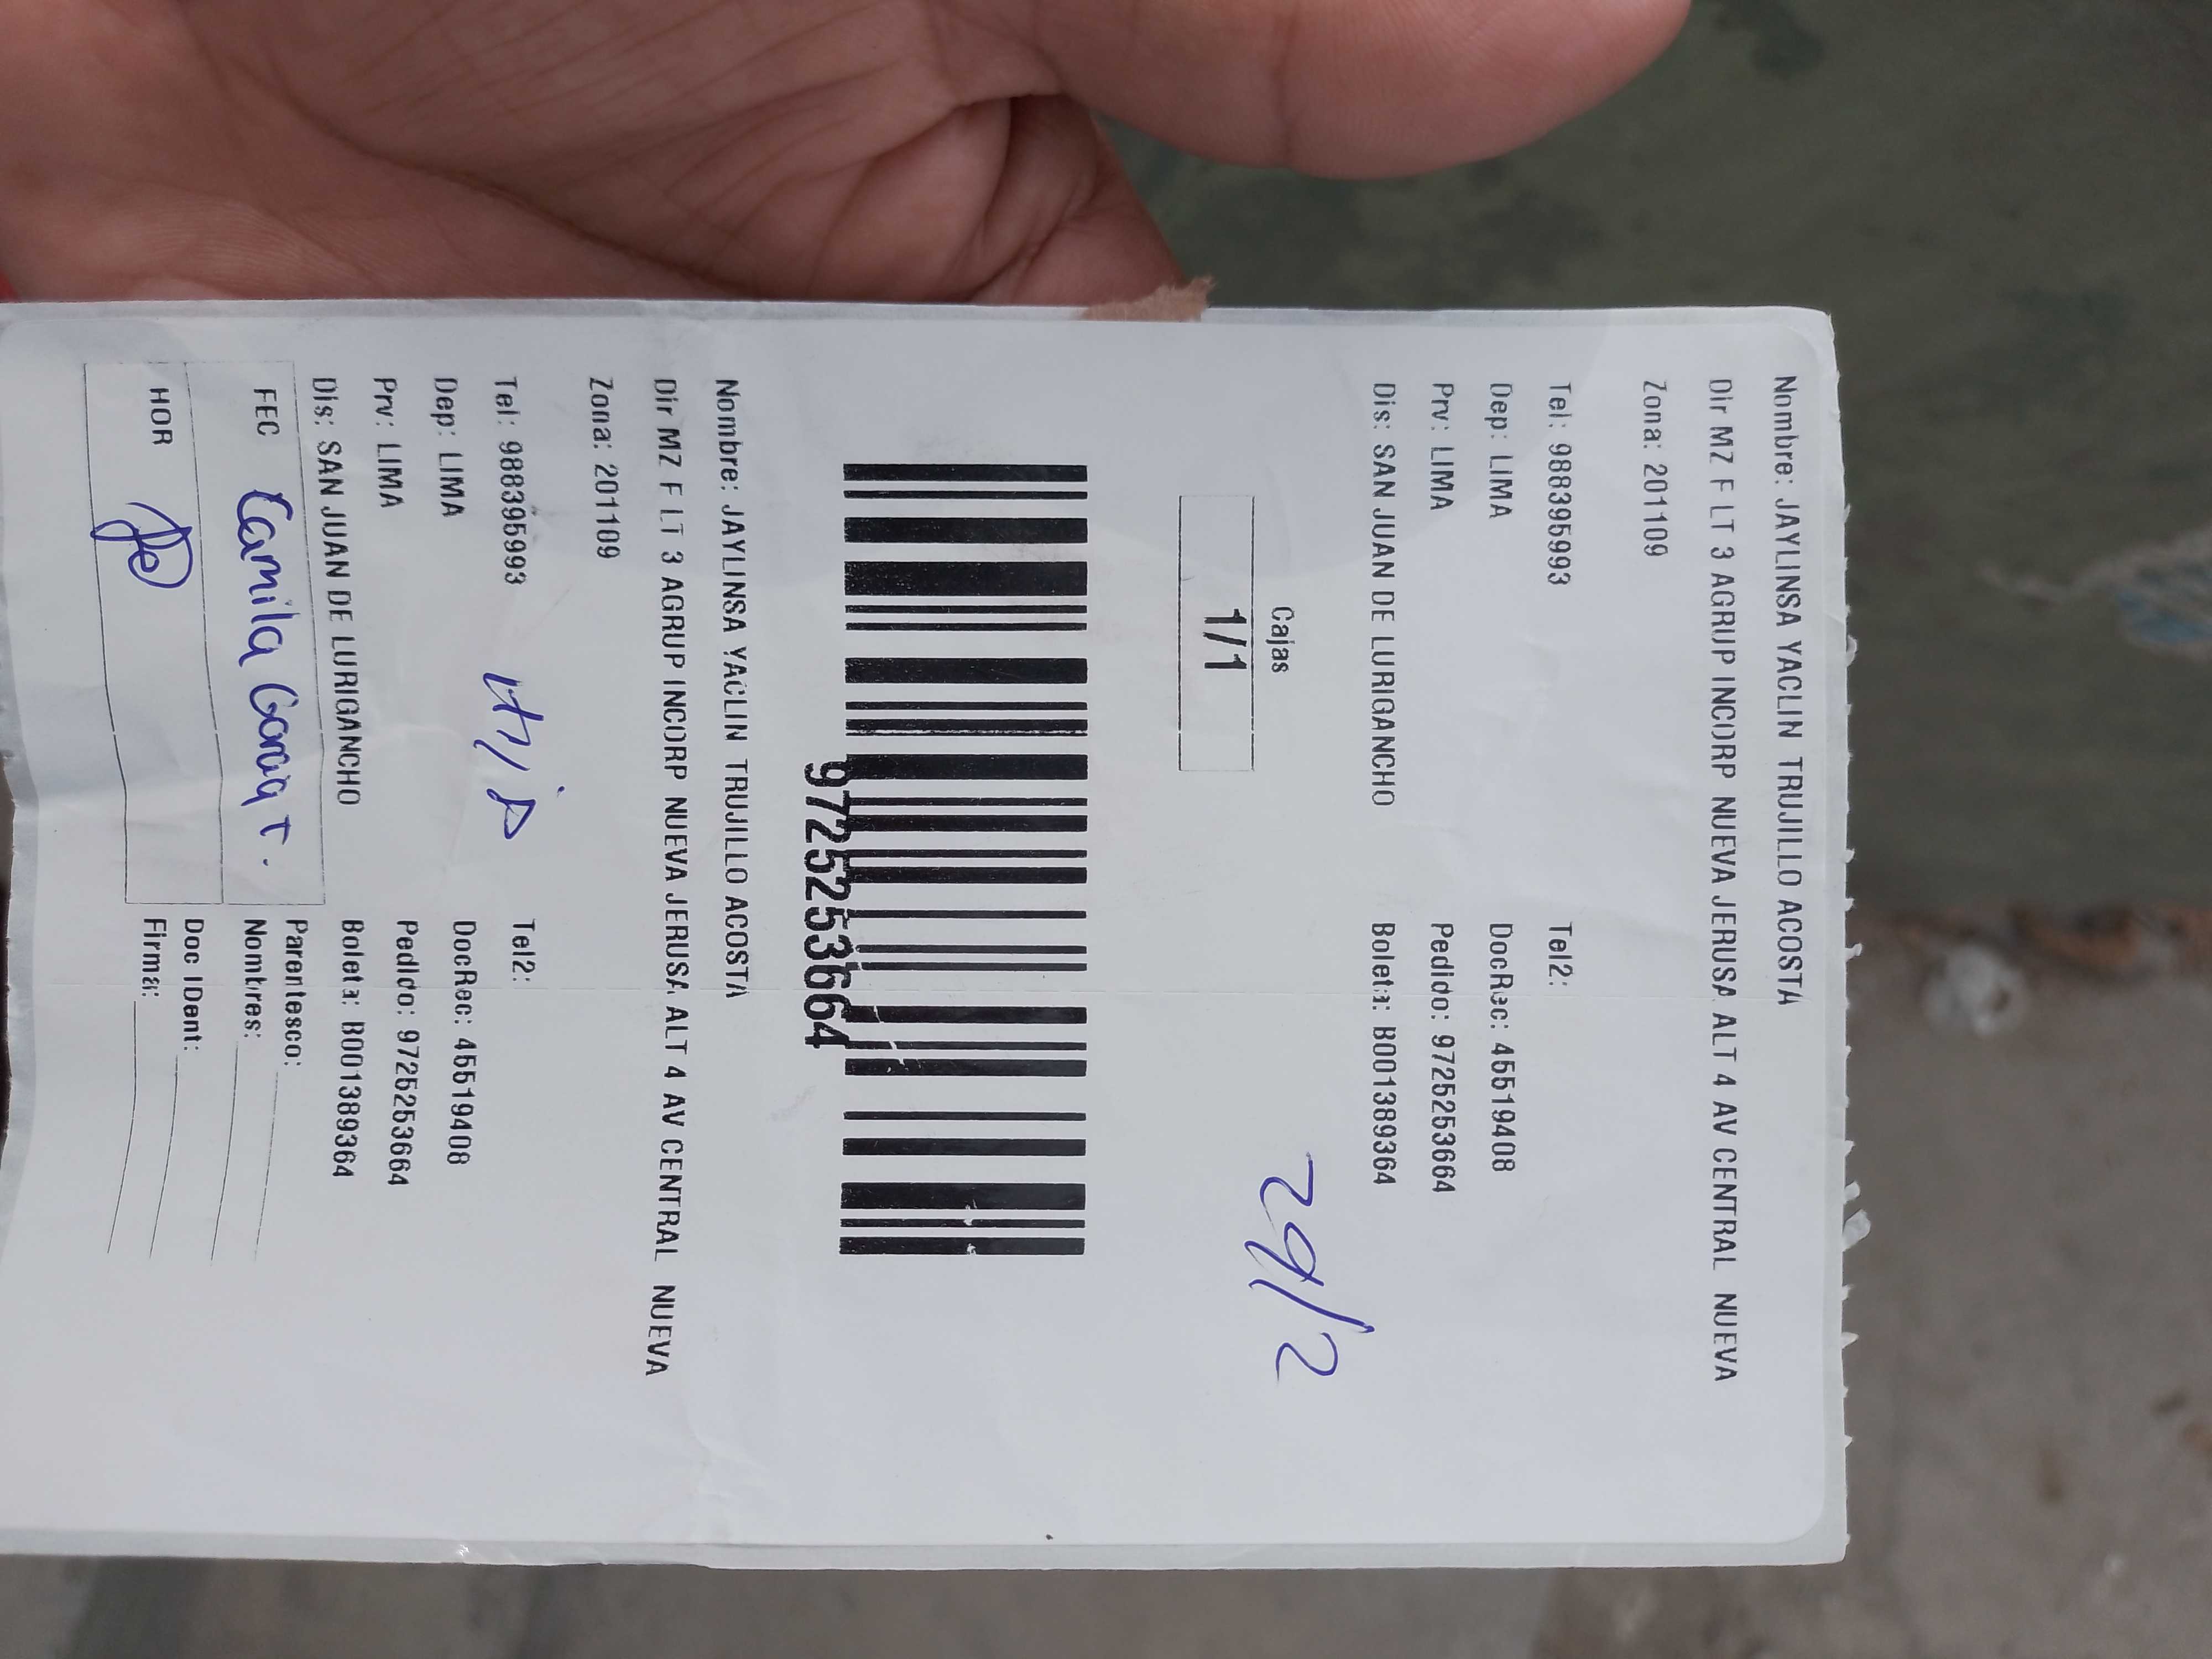 Nombre: JAYLINSA YACLIN TRUJILLO ACOSTA
Dir MZ F LT 3 AGRUP INCORP NUEVA JERUSA ALT 4 AV CENTRAL NUEVA
Zona: 201109
Tel: 988395993 Tel2:
Dep: LIMA DocRec: 45519408
Prv: LIMA Pedido: 9725253664
Dis: SAN JUAN DE LURIGANCHO Boleta: B001389364
Cajas
1/1
29/2
9725253664
Nombre: JAYLINSA YACLIN TRUJILLO ACOSTA
Dir MZ F LT 3 AGRUP INCORP NUEVA JERUSA ALT 4 AV CENTRAL NUEVA
Zona: 201109
Tel: 988395993 Tel2:
Dep: LIMA DocRec: 45519408
Prv: LIMA Pedido: 9725253664
Dis: SAN JUAN DE LURIGANCHO Boleta: B001389364
FEC Camila Parentesco:
Nombres:
HOR Doc IDent:
Firma: